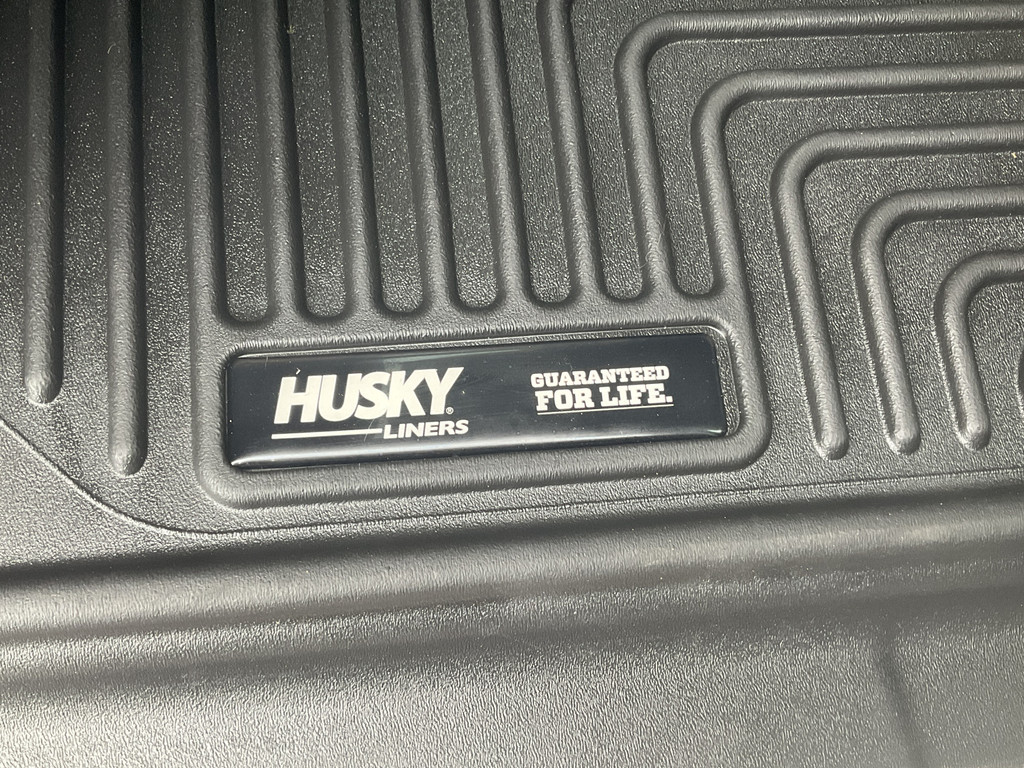 HUSKY®
LINERS
GUARANTEED
FOR LIFE.